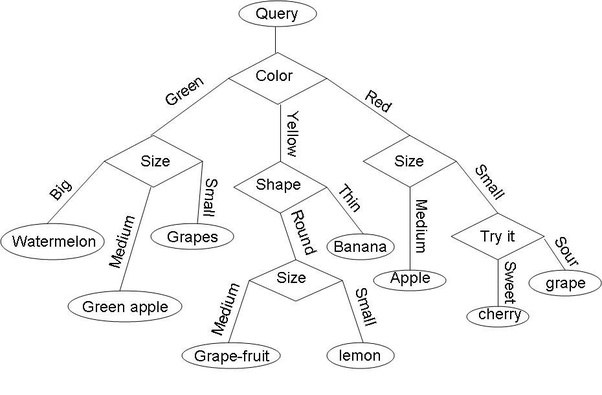 Query
Color
Green
Yellow
Red
Size
Shape
Size
Big
Medium
Small
Round
Thin
Medium
Small
Watermelon
Green apple
Grapes
Size
Banana
Apple
Try it
Medium
Small
Sweet
Sour
Grape-fruit
lemon
cherry
grape